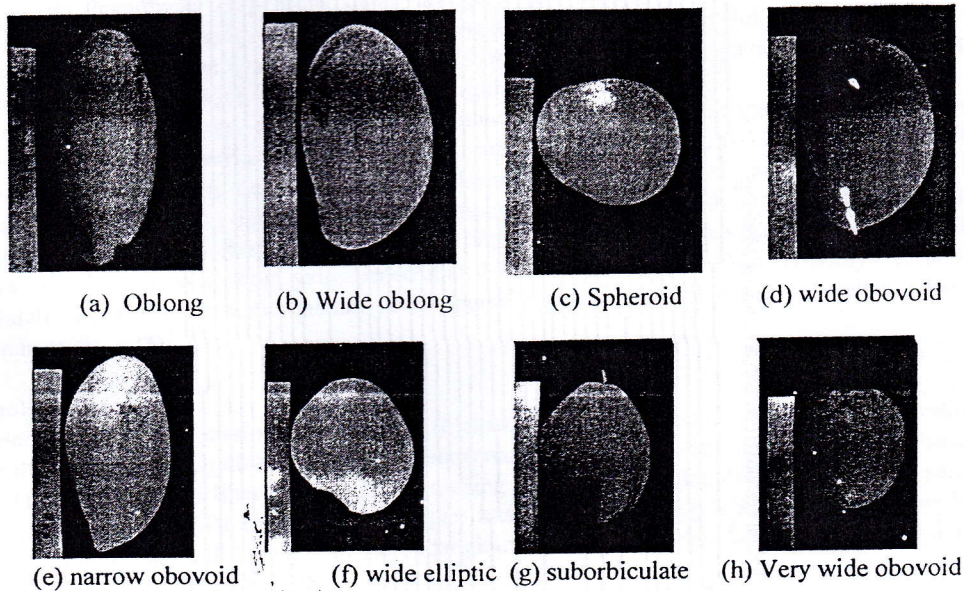 (a) Oblong (b) Wide oblong (c) Spheroid (d) wide obovoid
(e) narrow obovoid (f) wide elliptic (g) suborbiculate (h) Very wide obovoid